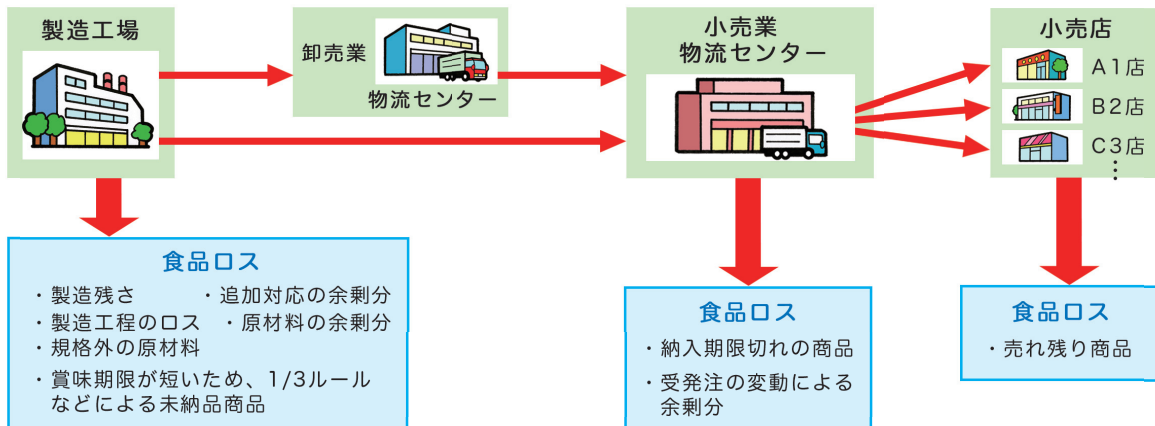 製造工場
卸売業
物流センター
小売業
物流センター
小売店
A1店
B2店
C3店
⋮
食品ロス
・製造残さ ・追加対応の余剰分
・製造工程のロス ・原材料の余剰分
・規格外の原材料
・賞味期限が短いため、1/3ルール
などによる未納品商品
食品ロス
・納入期限切れの商品
・受発注の変動による
余剰分
食品ロス
・売れ残り商品